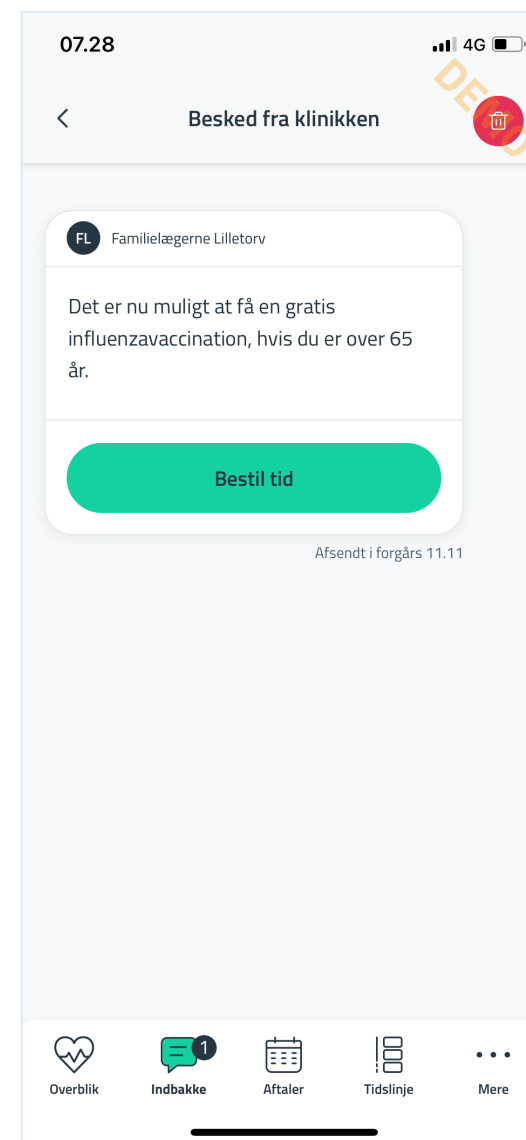 07.28
4G
DEMO
Besked fra klinikken
FL Familielægerne Lilletorv
Det er nu muligt at få en gratis
influenzavaccination, hvis du er over 65
år.
Bestil tid
Afsendt i forgårs 11.11
1
Overblik
Indbakke
Aftaler
Tidslinje
Mere